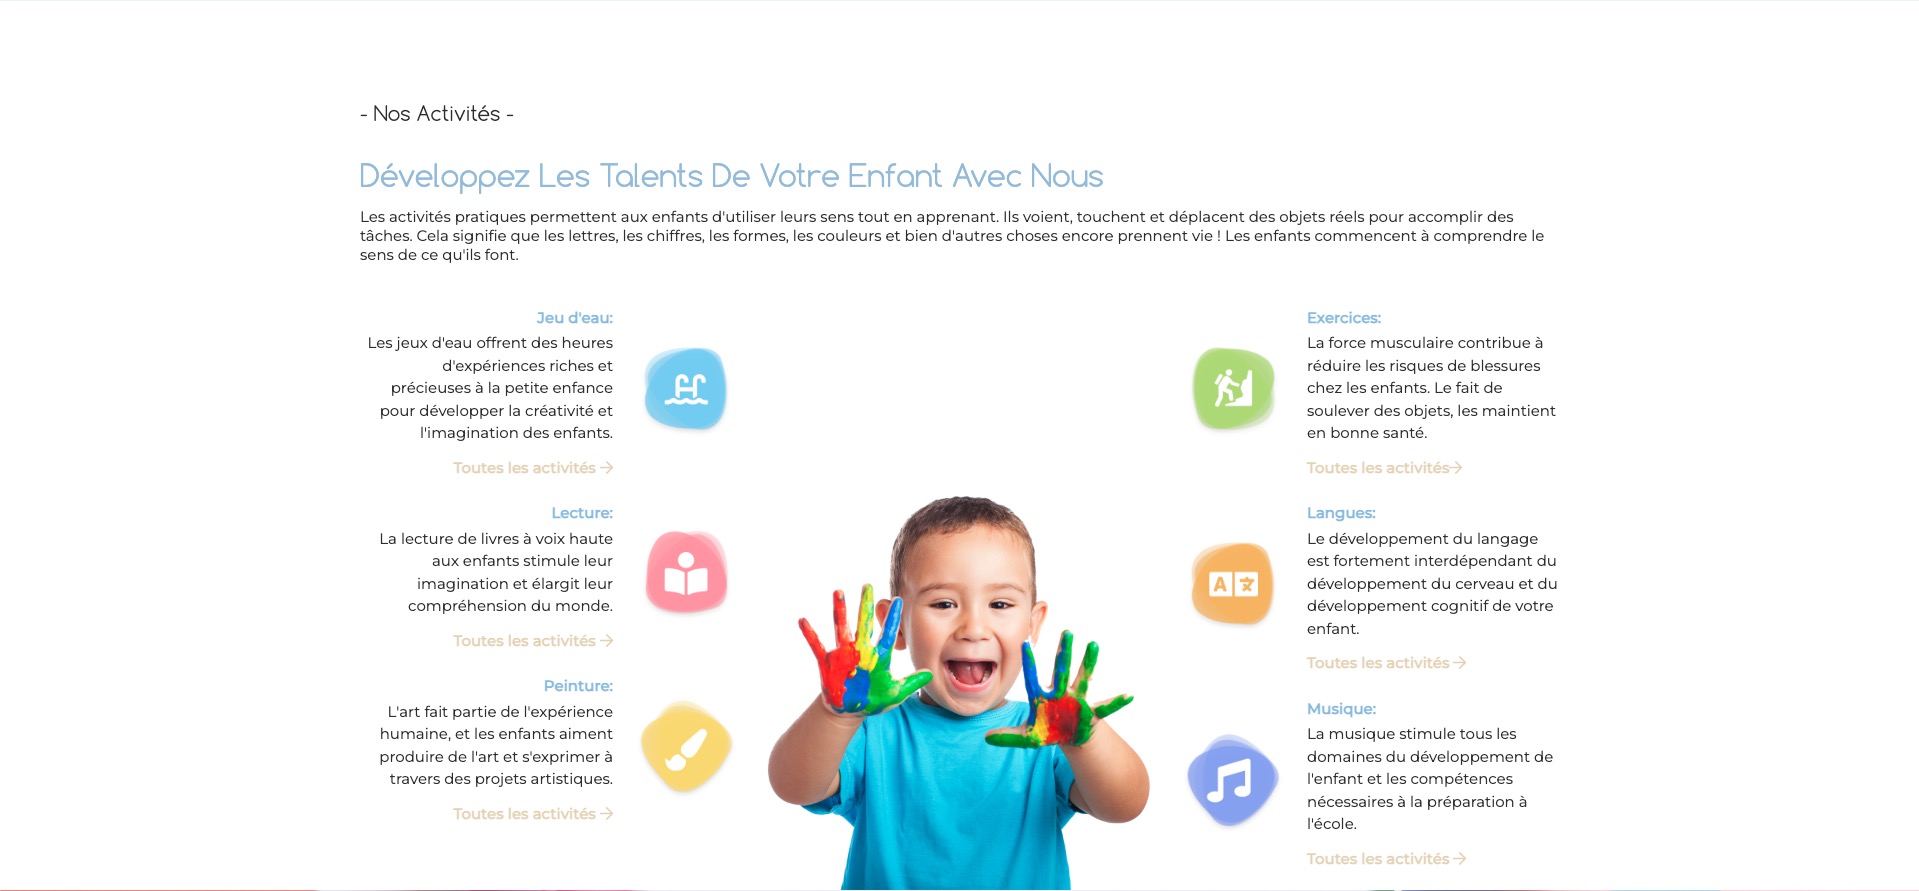 - Nos Activités -
Développez Les Talents De Votre Enfant Avec Nous
Les activités pratiques permettent aux enfants d'utiliser leurs sens tout en apprenant. Ils voient, touchent et déplacent des objets réels pour accomplir des
tâches. Cela signifie que les lettres, les chiffres, les formes, les couleurs et bien d'autres choses encore prennent vie ! Les enfants commencent à comprendre le
sens de ce qu'ils font.
Jeu d'eau:
Les jeux d'eau offrent des heures
d'expériences riches et
précieuses à la petite enfance
pour développer la créativité et
l'imagination des enfants.
Toutes les activités →
Lecture:
La lecture de livres à voix haute
aux enfants stimule leur
imagination et élargit leur
compréhension du monde.
Toutes les activités →
Peinture:
L'art fait partie de l'expérience
humaine, et les enfants aiment
produire de l'art et s'exprimer à
travers des projets artistiques.
Toutes les activités →
Exercices:
La force musculaire contribue à
réduire les risques de blessures
chez les enfants. Le fait de
soulever des objets, les maintient
en bonne santé.
Toutes les activités→
Langues:
Le développement du langage
est fortement interdépendant du
développement du cerveau et du
développement cognitif de votre
enfant.
Toutes les activités →
A 文
Musique:
La musique stimule tous les
domaines du développement de
l'enfant et les compétences
nécessaires à la préparation à
l'école.
Toutes les activités →